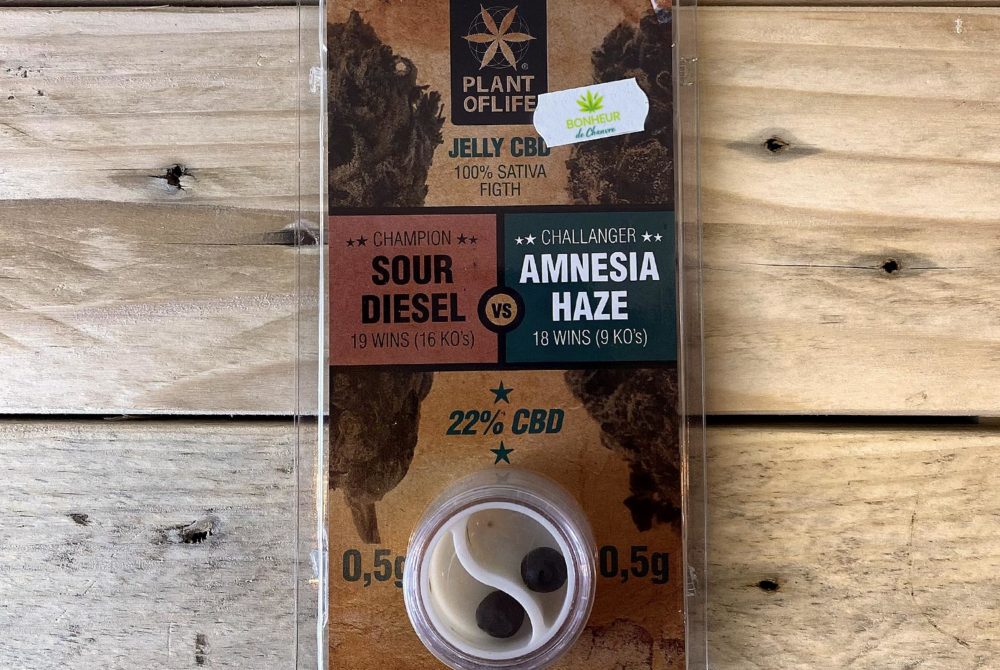 PLANT
OFLIFE
BONHEUR
de Chanvre
JELLY CBD
100% SATIVA
FIGTH
★★ CHAMPION ★★
SOUR
DIESEL
19 WINS (16 KO's)
VS
★★ CHALLANGER ★★
AMNESIA
HAZE
18 WINS (9 KO's)
22% CBD
0,5g
0,5g